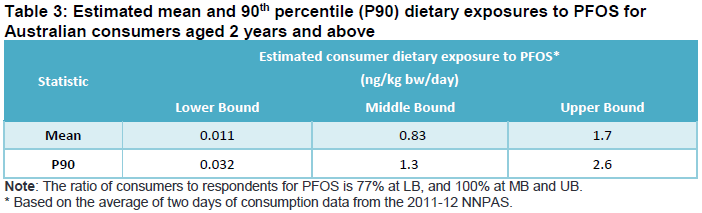 Table 3: Estimated mean and 90th percentile (P90) dietary exposures to PFOS for
Australian consumers aged 2 years and above
Statistic
Estimated consumer dietary exposure to PFOS*
(ng/kg bw/day)
Lower Bound Middle Bound Upper Bound
Mean 0.011 0.83 1.7
P90 0.032 1.3 2.6
Note: The ratio of consumers to respondents for PFOS is 77% at LB, and 100% at MB and UB.
* Based on the average of two days of consumption data from the 2011-12 NNPAS.